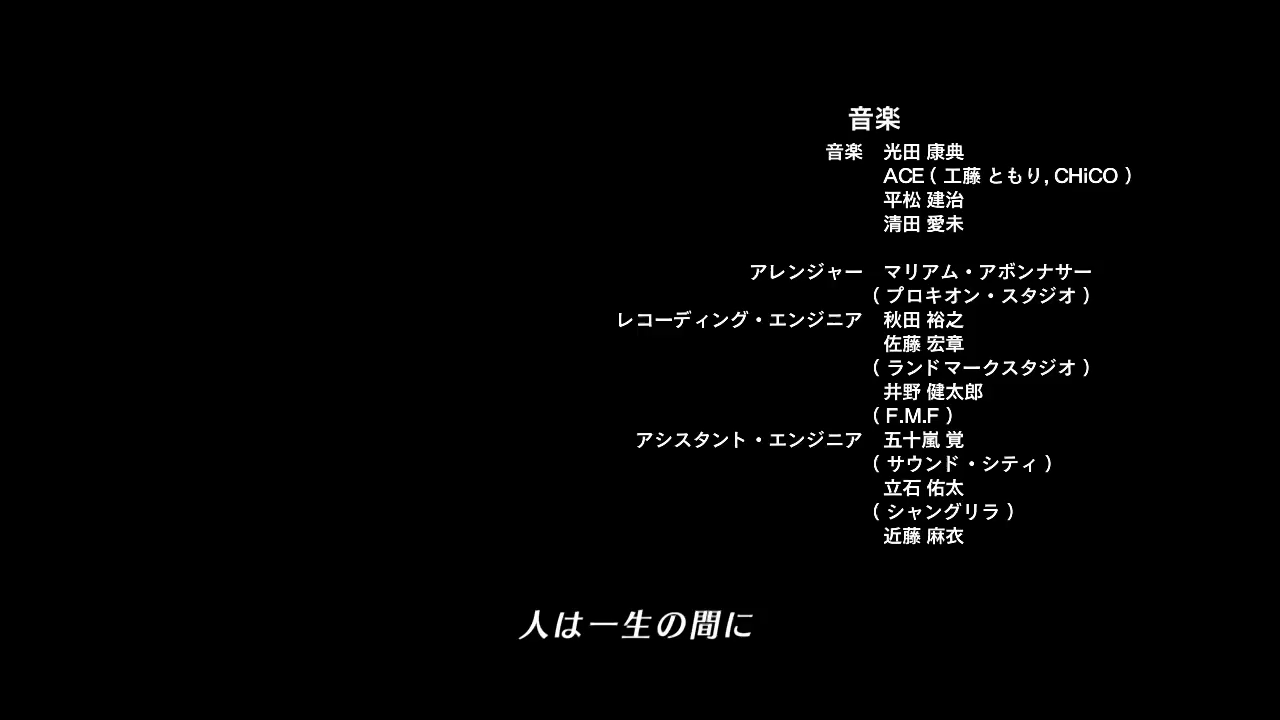 音楽
音楽 光田 康典
ACE ( 工藤 ともり, CHiCO )
平松 建治
清田 愛未
アレンジャー マリアム・アボンナサー
( プロキオン・スタジオ )
レコーディング・エンジニア 秋田 裕之
佐藤 宏章
( ランドマークスタジオ )
井野 健太郎
( F.M.F )
アシスタント・エンジニア 五十嵐 覚
( サウンド・シティ )
立石 佑太
( シャングリラ )
近藤 麻衣
人は一生の間に